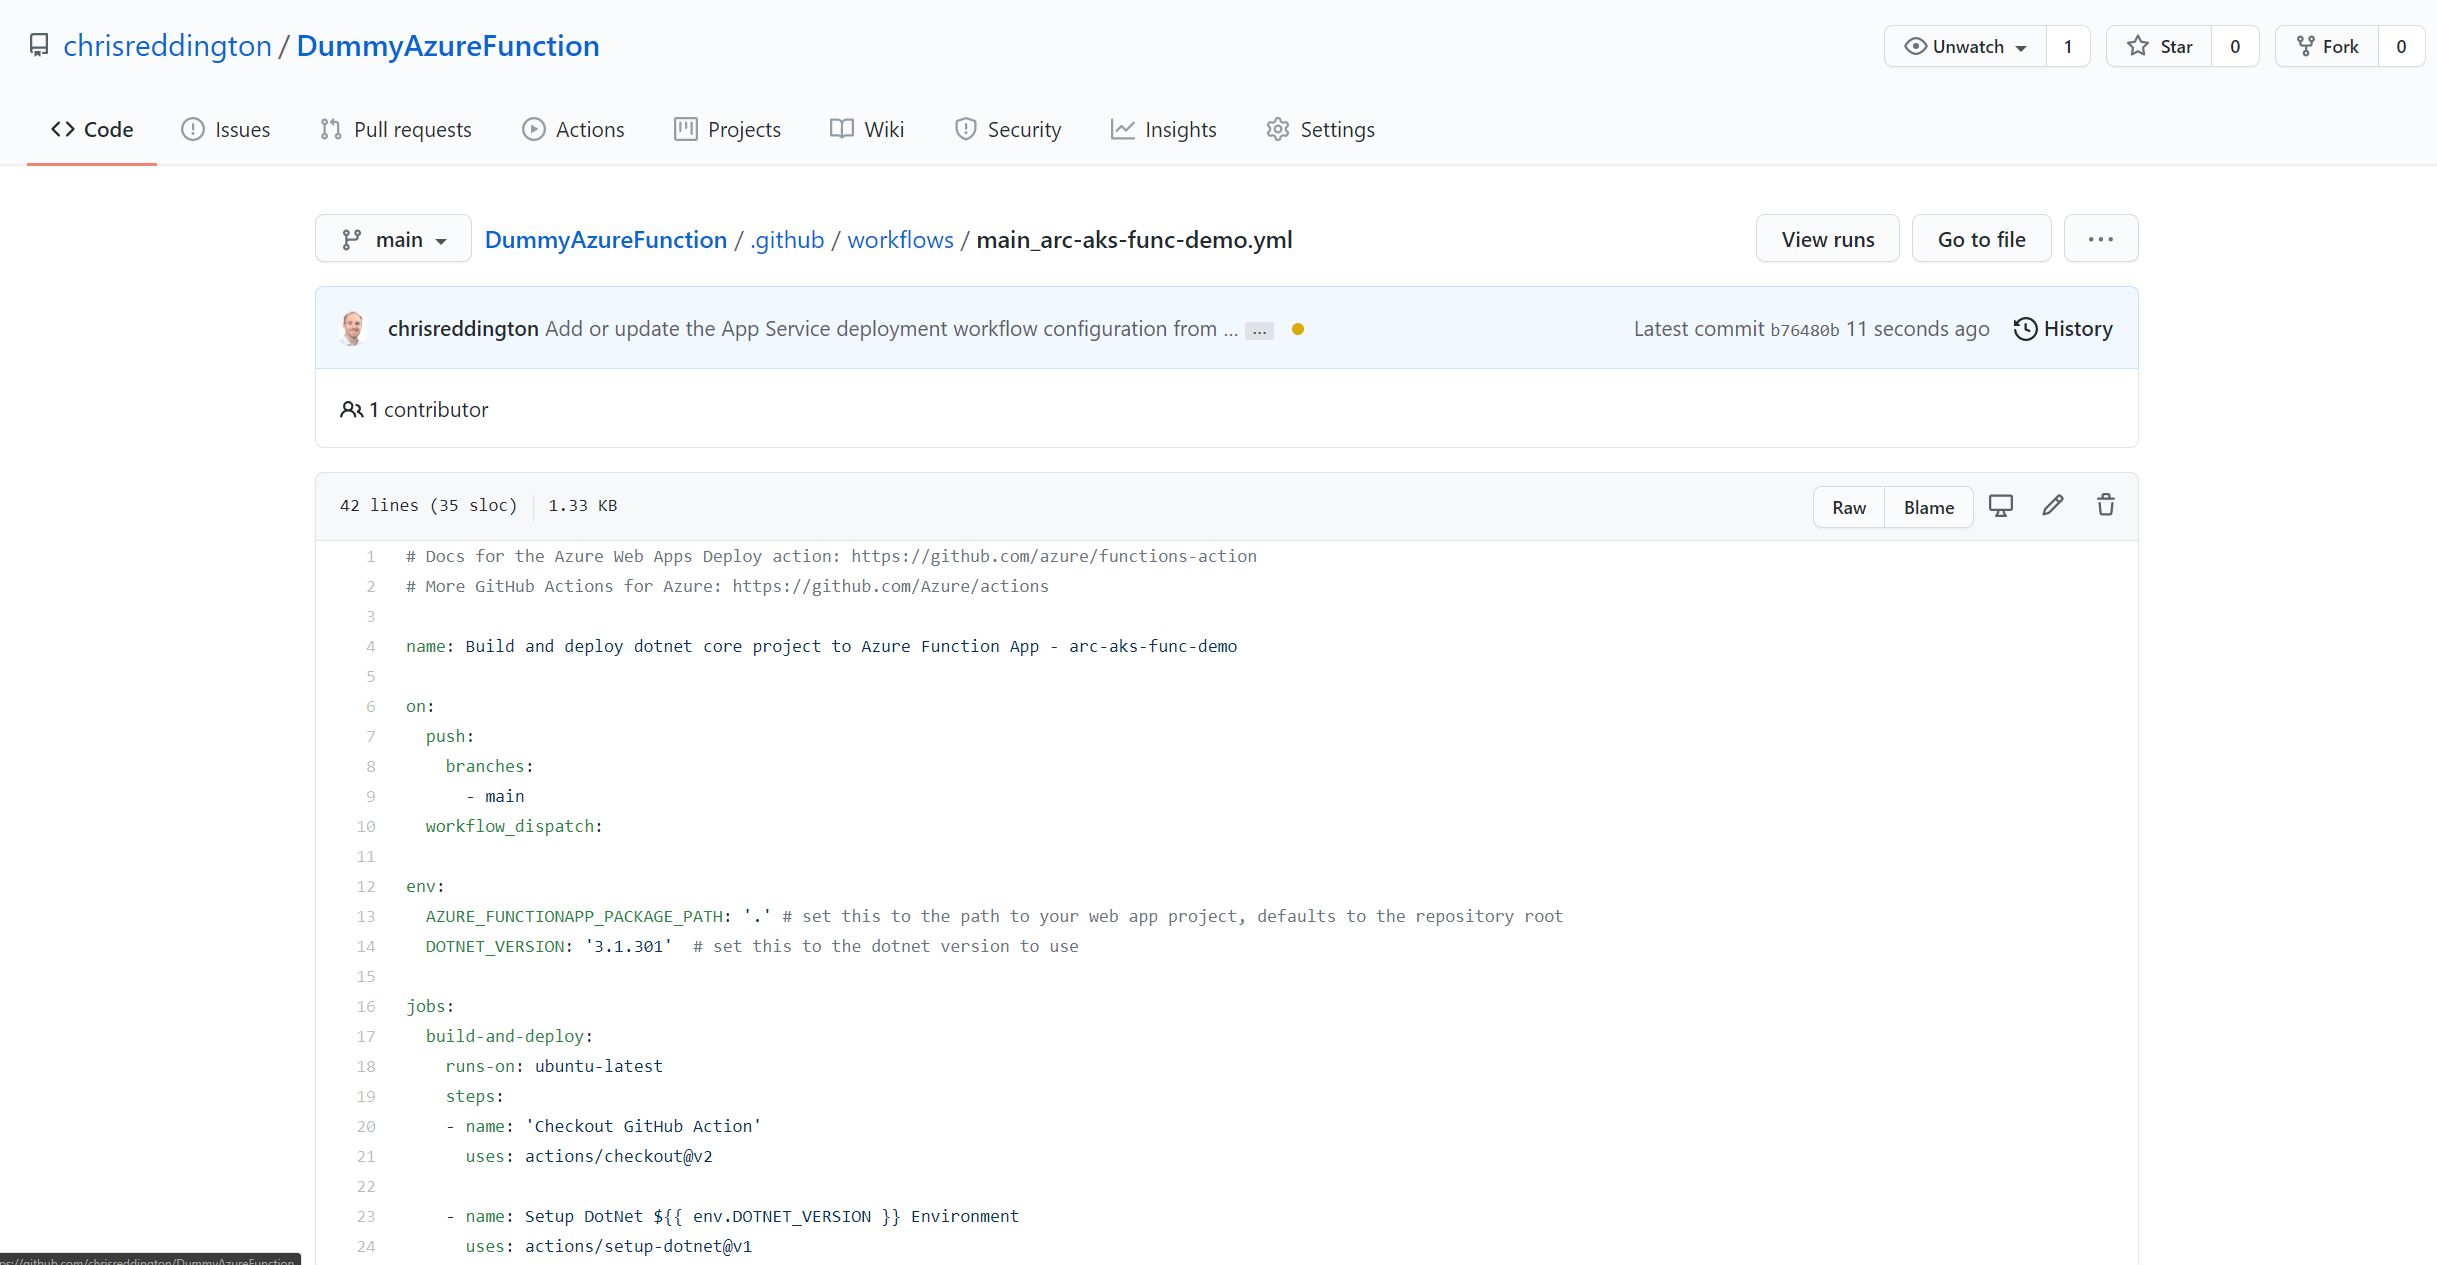 chrisreddington / DummyAzureFunction
Unwatch 1 Star 0 Fork 0
Code Issues Pull requests Actions Projects Wiki Security Insights Settings
main DummyAzureFunction / .github / workflows / main_arc-aks-func-demo.yml View runs Go to file ...
chrisreddington Add or update the App Service deployment workflow configuration from ... ... Latest commit b76480b 11 seconds ago History
1 contributor
42 lines (35 sloc) 1.33 KB Raw Blame
1 # Docs for the Azure Web Apps Deploy action: https://github.com/azure/functions-action
2 # More GitHub Actions for Azure: https://github.com/Azure/actions
3
4 name: Build and deploy dotnet core project to Azure Function App - arc-aks-func-demo
5
6 on:
7 push:
8 branches:
9 - main
10 workflow_dispatch:
11
12 env:
13 AZURE_FUNCTIONAPP_PACKAGE_PATH: '.' # set this to the path to your web app project, defaults to the repository root
14 DOTNET_VERSION: '3.1.301' # set this to the dotnet version to use
15
16 jobs:
17 build-and-deploy:
18 runs-on: ubuntu-latest
19 steps:
20 - name: 'Checkout GitHub Action'
21 uses: actions/checkout@v2
22
23 - name: Setup DotNet ${{ env.DOTNET_VERSION }} Environment
24 uses: actions/setup-dotnet@v1
ps://github.com/chrisreddington/DummyAzureFunction